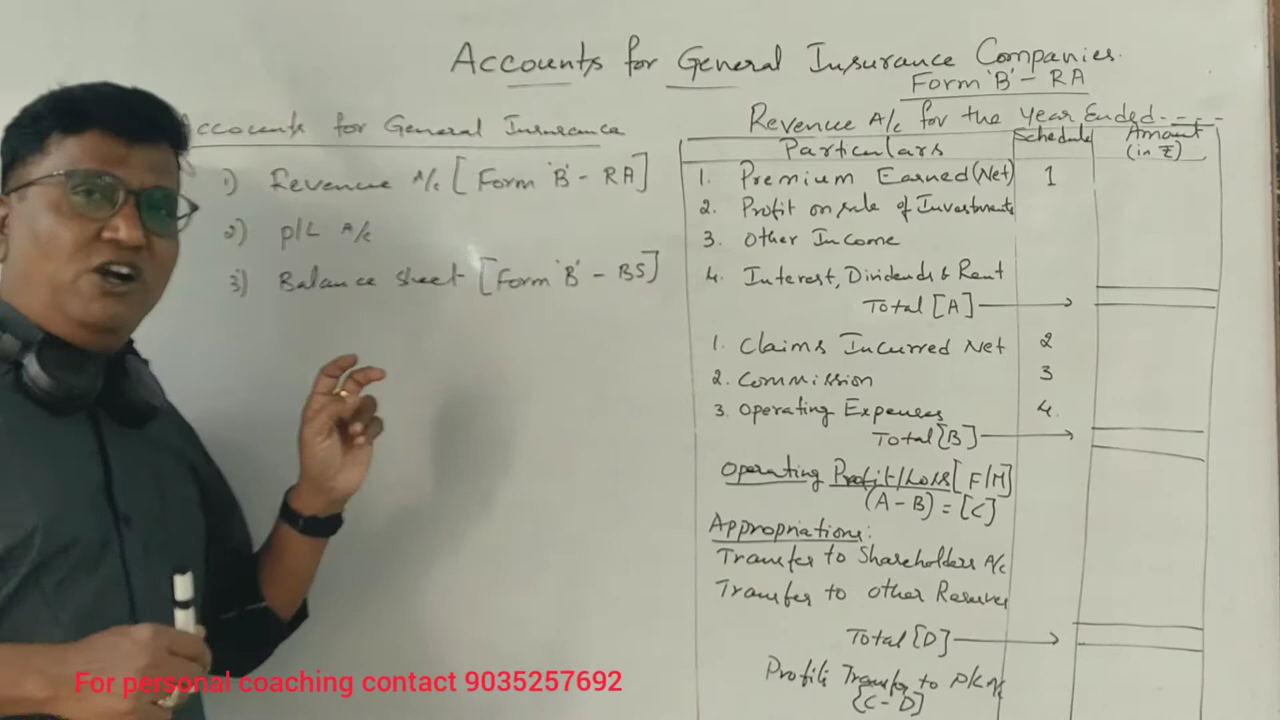 Accounts for General Insurance Companies.
Form 'B' - RA
Accounts for General Insurance
1) Revenue A/c [Form 'B' - RA]
2) P/L A/c
3) Balance sheet [Form 'B' - BS]
Revenue A/c for the Year Ended - - -
Particulars Schedule Amount (in ₹)
1. Premium Earned (Net) 1
2. Profit on sale of Investments
3. Other Income
4. Interest, Dividends & Rent
Total [A]
1. Claims Incurred Net 2
2. Commission 3
3. Operating Expenses 4.
Total [B]
Operating Profit/Loss [F/M]
(A - B) = [C]
Appropriations:
Transfer to Shareholders A/c
Transfer to other Reserves
Total [D]
Profits Transfer to P/L A/c
[C - D]
For personal coaching contact 9035257692